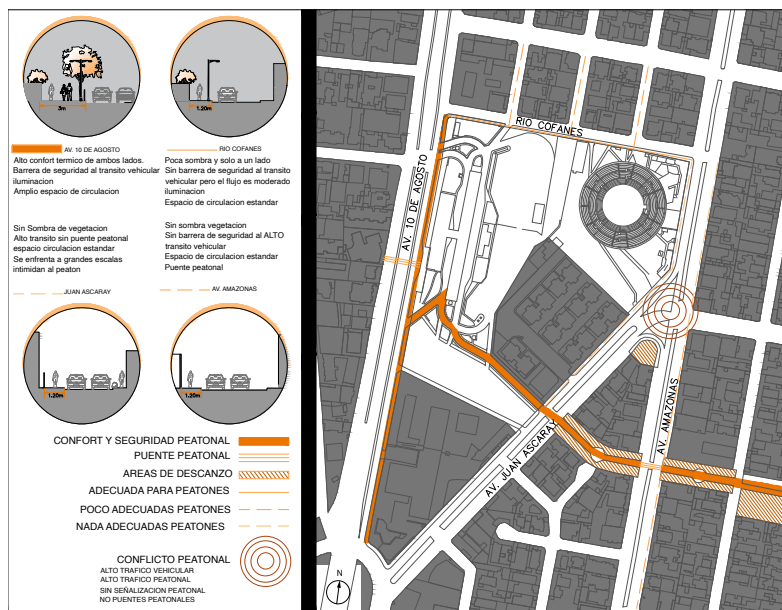 3m
1.20m
AV. 10 DE AGOSTO
Alto confort termico de ambos lados.
Barrera de seguridad al transito vehicular
iluminacion
Amplio espacio de circulacion
RIO COFANES
Poca sombra y solo a un lado
Sin barrera de seguridad al transito
vehicular pero el flujo es moderado
iluminacion
Espacio de circulacion estandar
Sin Sombra de vegetacion
Alto transito sin puente peatonal
espacio circulacion estandar
Se enfrenta a grandes escalas
intimidan al peaton
JUAN ASCARAY
Sin sombra vegetacion
Sin barrera de seguridad al ALTO
transito vehicular
Espacio de circulacion estandar
Puente peatonal
AV. AMAZONAS
1.20m
1.20m
CONFORT Y SEGURIDAD PEATONAL
PUENTE PEATONAL
AREAS DE DESCANZO
ADECUADA PARA PEATONES
POCO ADECUADAS PEATONES
NADA ADECUADAS PEATONES
CONFLICTO PEATONAL
ALTO TRAFICO VEHICULAR
ALTO TRAFICO PEATONAL
SIN SEÑALIZACION PEATONAL
NO PUENTES PEATONALES
RIO COFANES
AV. 10 DE AGOSTO
AV. JUAN ASCARAY
AV. AMAZONAS
N